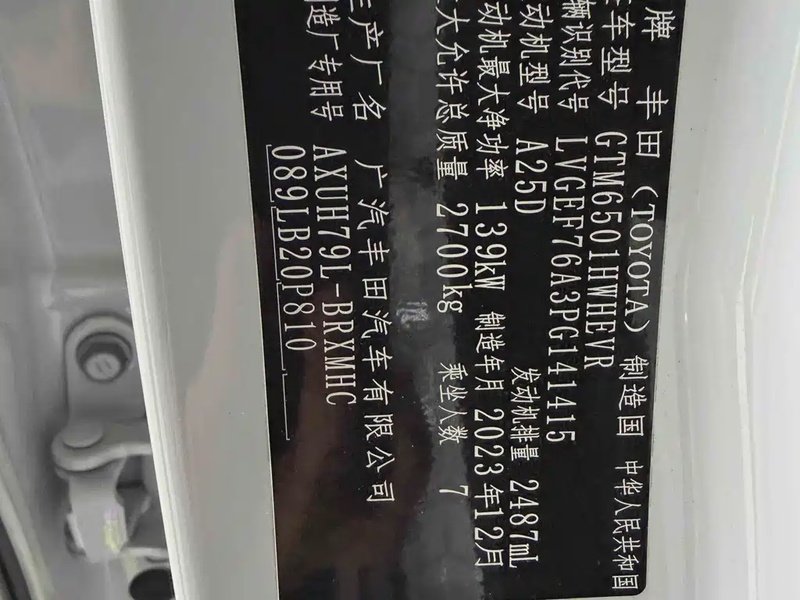 牌 丰田(TOYOTA) 制造国 中华人民共和国
车型号 GTM6501HWHEVR
辆识别代号 LVGEF76A3PG141415
动机型号 A25D 发动机排量 2487mL
动机最大净功率 139kW 制造年月 2023年12月
大允许总质量 2700kg 乘坐人数 7
生产厂名 广汽丰田汽车有限公司
造厂专用号 AXUH79L-BRXMHC
089LB20P810